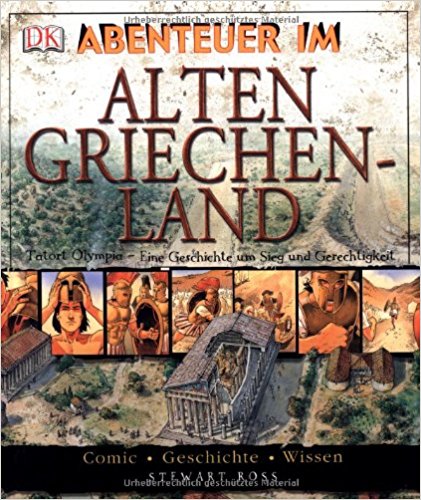 Urheberrechtlich geschütztes Material
DK
ABENTEUER IM
ALTEN
GRIECHEN-
LAND
Tatort Olympia – Eine Geschichte um Sieg und Gerechtigkeit
Comic • Geschichte • Wissen
STEWART ROSS
Urheberrechtlich geschütztes Material